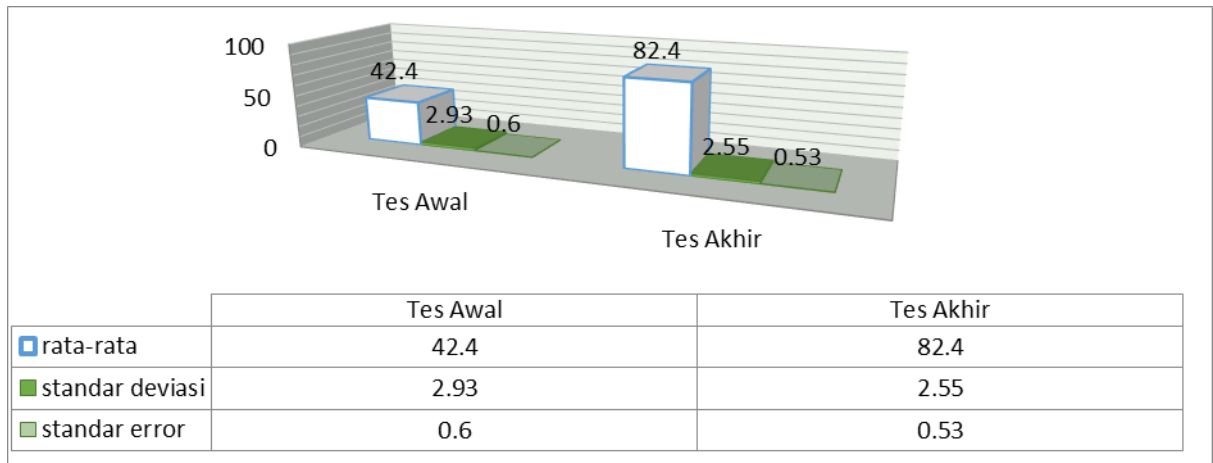 100
50
0
42.4
2.93
0.6
82.4
2.55
0.53
Tes Awal
Tes Akhir
Tes Awal Tes Akhir
rata-rata 42.4 82.4
standar deviasi 2.93 2.55
standar error 0.6 0.53